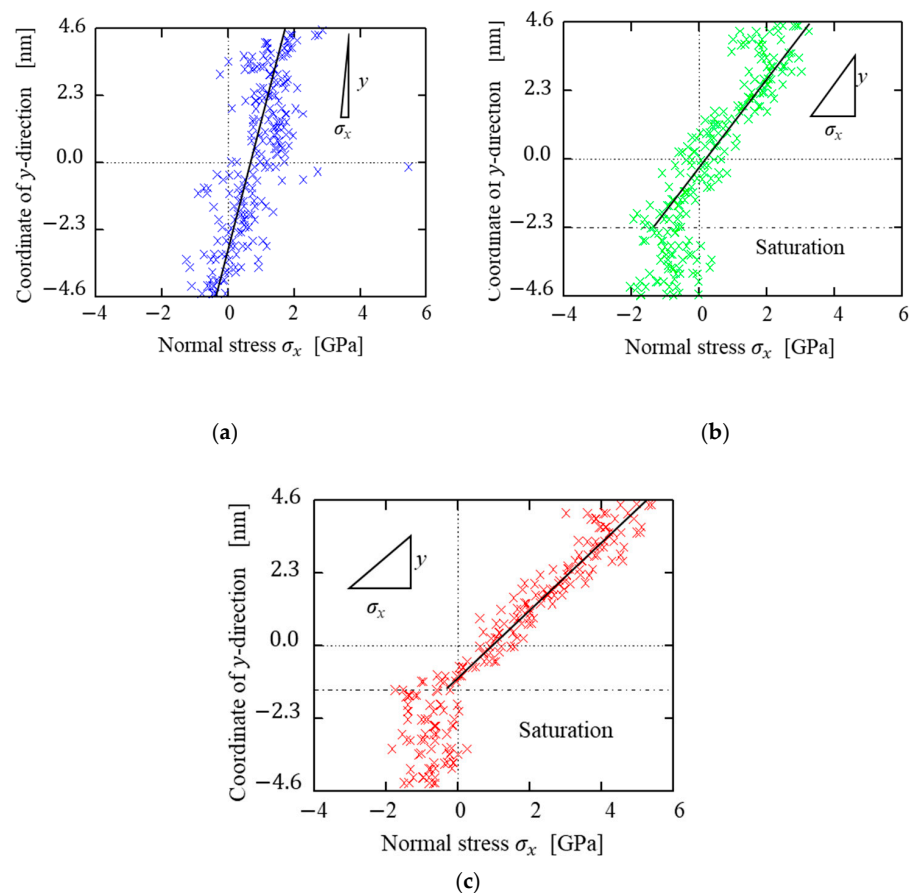 Coordinate of y-direction [nm]
4.6
2.3
0.0
−2.3
−4.6
y
σx
−4 −2 0 2 4 6
Normal stress σx [GPa]
(a)
Coordinate of y-direction [nm]
4.6
2.3
0.0
−2.3
−4.6
y
σx
Saturation
−4 −2 0 2 4 6
Normal stress σx [GPa]
(b)
Coordinate of y-direction [nm]
4.6
2.3
0.0
−2.3
−4.6
y
σx
Saturation
−4 −2 0 2 4 6
Normal stress σx [GPa]
(c)